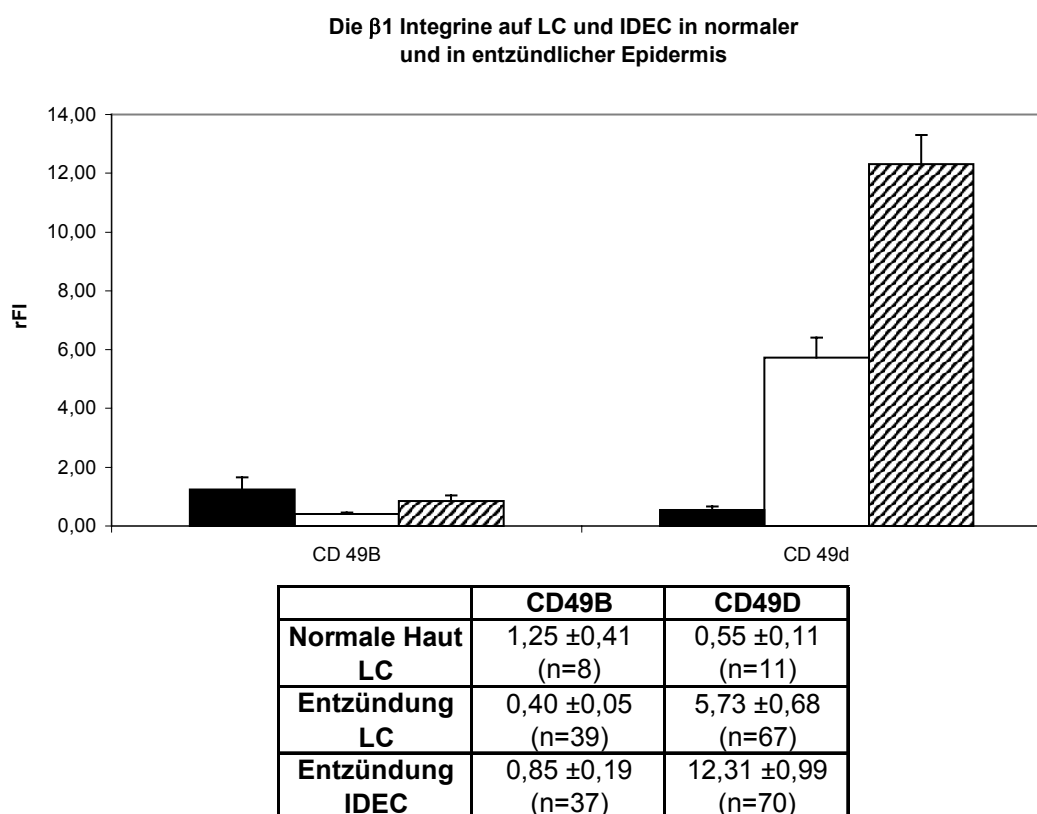 Die β1 Integrine auf LC und IDEC in normaler
und in entzündlicher Epidermis
14,00
12,00
10,00
8,00
6,00
4,00
2,00
0,00
rFI
CD 49B CD 49d
CD49B CD49D
Normale Haut LC 1,25 ±0,41 (n=8) 0,55 ±0,11 (n=11)
Entzündung LC 0,40 ±0,05 (n=39) 5,73 ±0,68 (n=67)
Entzündung IDEC 0,85 ±0,19 (n=37) 12,31 ±0,99 (n=70)